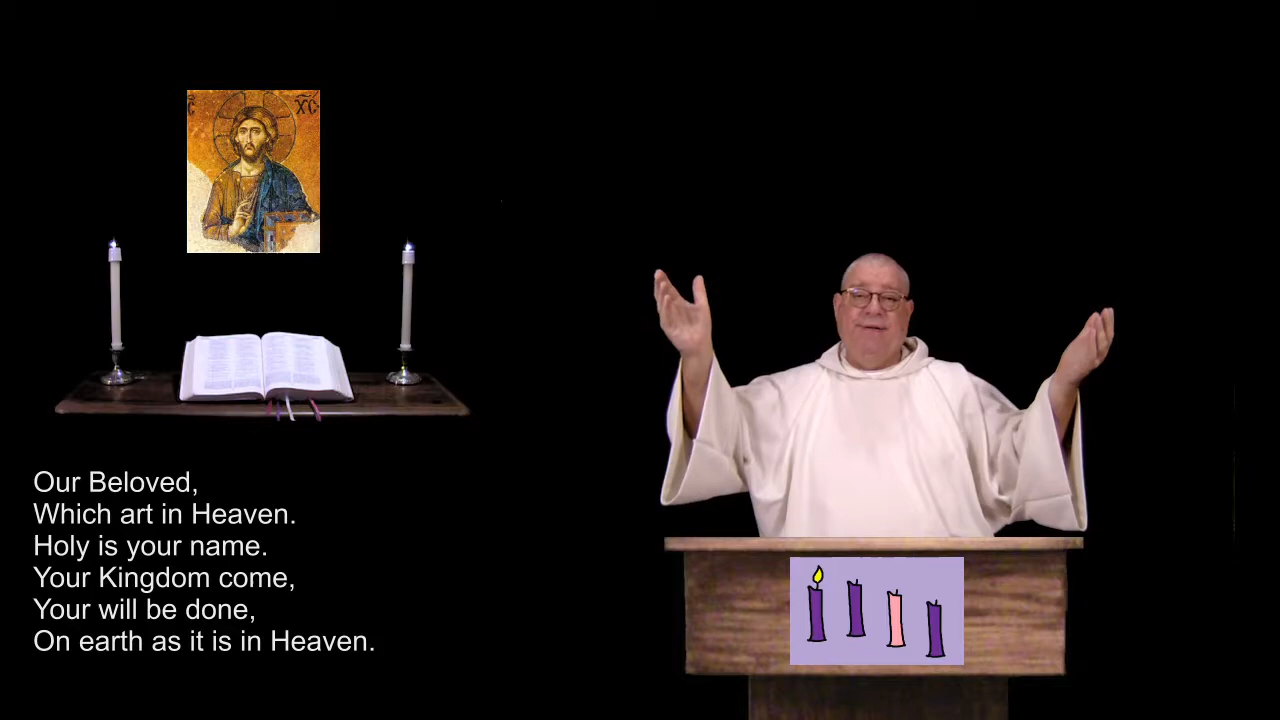 XC
Our Beloved,
Which art in Heaven.
Holy is your name.
Your Kingdom come,
Your will be done,
On earth as it is in Heaven.